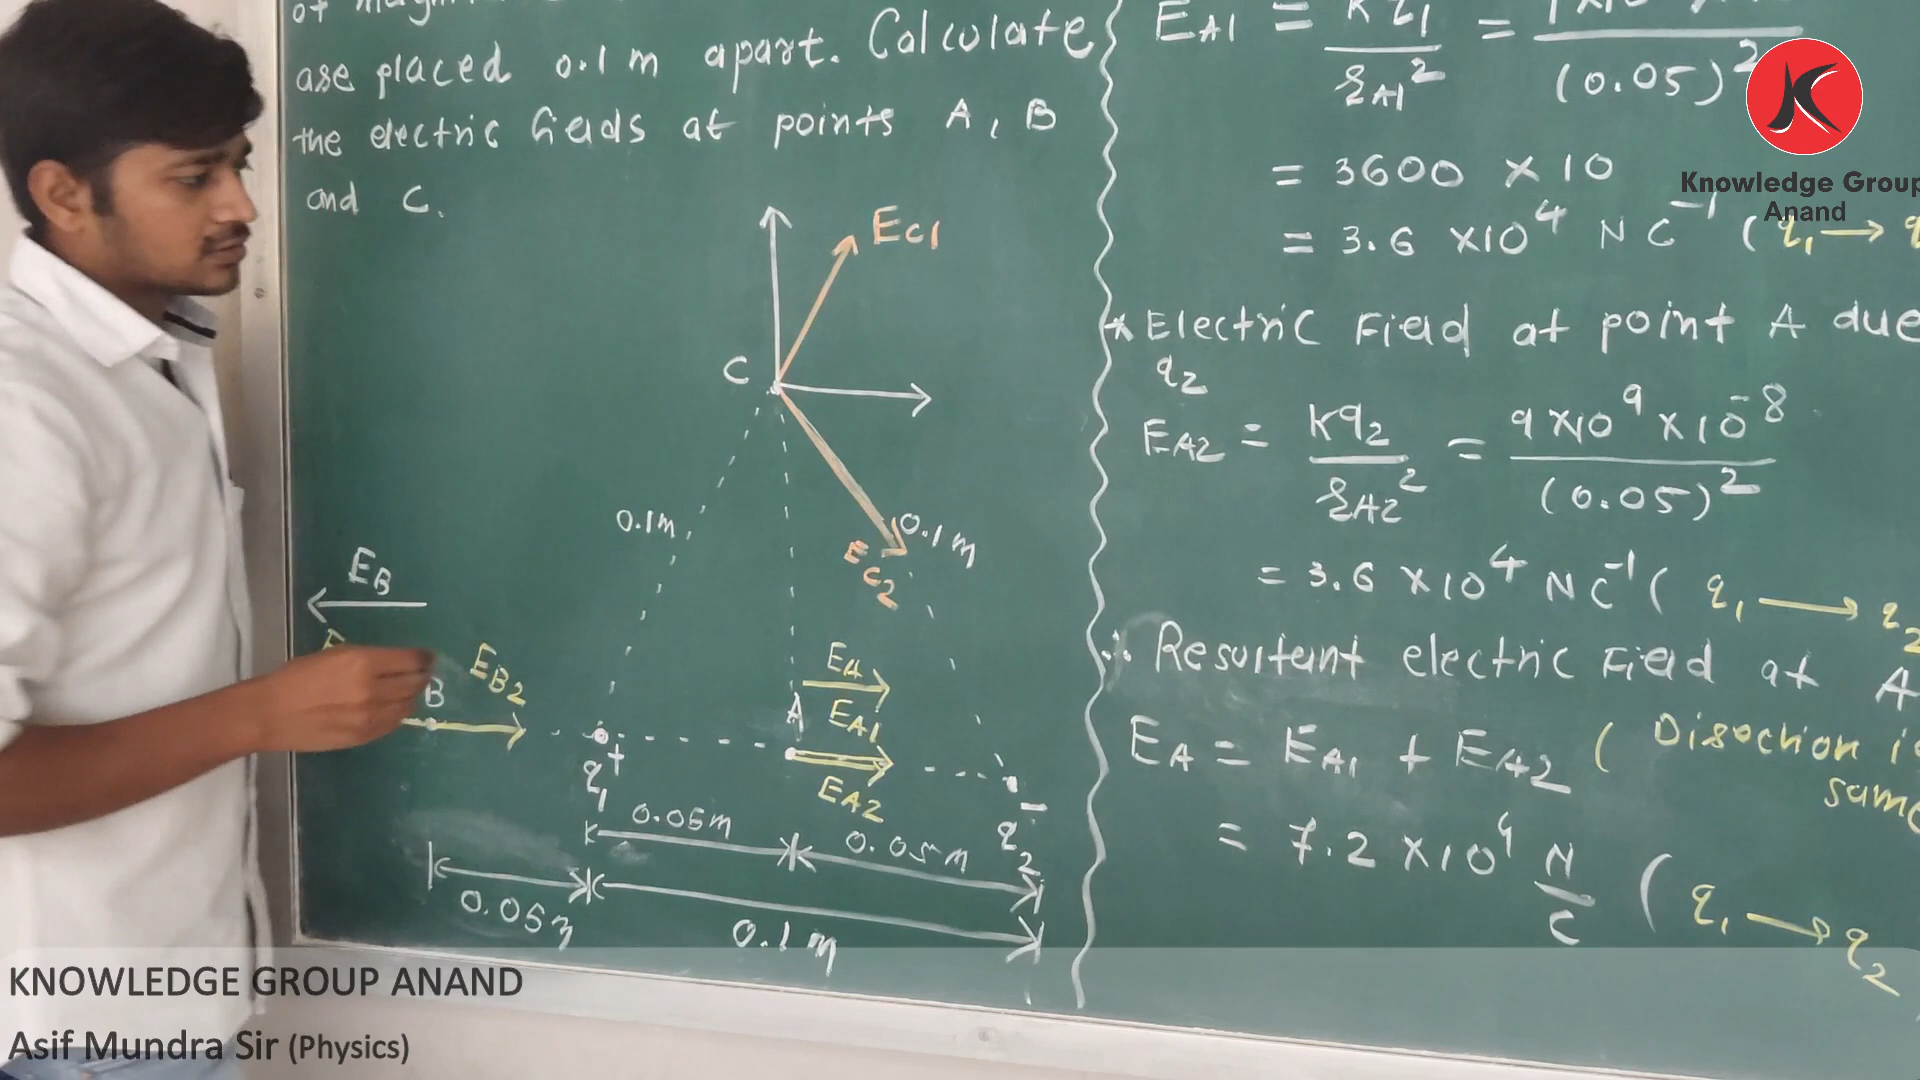 of
are placed 0.1 m apart. Calculate
the electric fields at points A, B
and C.
EC1
C
0.1m
0.1m
EC2
EB
EB2
B
EA
A
EA1
EA2
q1 +
q2 -
0.05m
0.05m
0.05m
0.1m
EA1 = kq1 / rA1² = / (0.05)²
= 3600 × 10
= 3.6 × 10⁴ N C⁻¹ (q1 →
* Electric Field at point A due
q2
EA2 = kq2 / rA2² = 9×10⁹ × 10⁻⁸ / (0.05)²
= 3.6 × 10⁴ N C⁻¹ ( q1 → q2
∴ Resultant electric Field at A
EA = EA1 + EA2 ( Direction is
same
= 7.2 × 10⁴ N/C ( q1 → q2
Knowledge Group
Anand
KNOWLEDGE GROUP ANAND
Asif Mundra Sir (Physics)